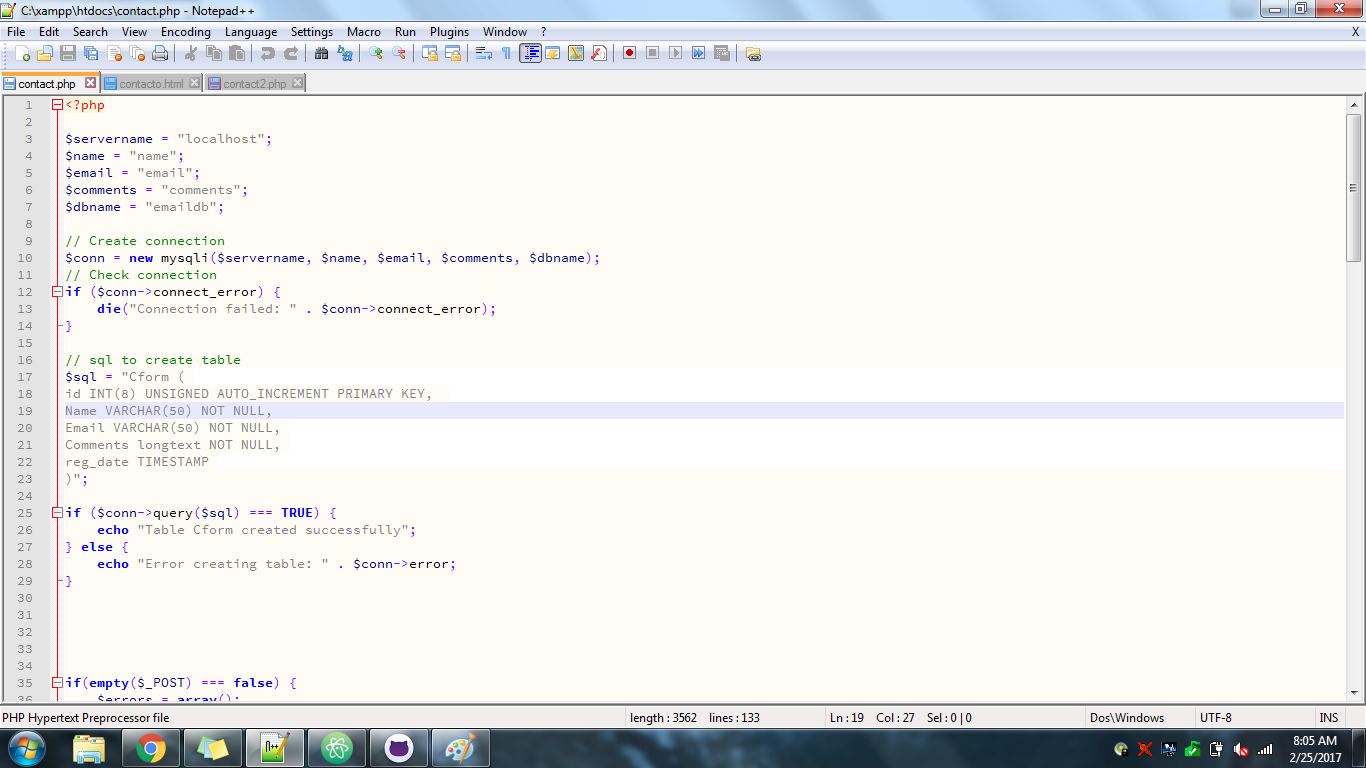 C:\xampp\htdocs\contact.php - Notepad++
File Edit Search View Encoding Language Settings Macro Run Plugins Window ? X
contact.php contacto.html contact2.php
1 <?php
2
3 $servername = "localhost";
4 $name = "name";
5 $email = "email";
6 $comments = "comments";
7 $dbname = "emaildb";
8
9 // Create connection
10 $conn = new mysqli($servername, $name, $email, $comments, $dbname);
11 // Check connection
12 if ($conn->connect_error) {
13 die("Connection failed: " . $conn->connect_error);
14 }
15
16 // sql to create table
17 $sql = "Cform (
18 id INT(8) UNSIGNED AUTO_INCREMENT PRIMARY KEY,
19 Name VARCHAR(50) NOT NULL,
20 Email VARCHAR(50) NOT NULL,
21 Comments longtext NOT NULL,
22 reg_date TIMESTAMP
23 )";
24
25 if ($conn->query($sql) === TRUE) {
26 echo "Table Cform created successfully";
27 } else {
28 echo "Error creating table: " . $conn->error;
29 }
30
31
32
33
34
35 if(empty($_POST) === false) {
36 $errors = array();
PHP Hypertext Preprocessor file length : 3562 lines : 133 Ln : 19 Col : 27 Sel : 0 | 0 Dos\Windows UTF-8 INS
8:05 AM
2/25/2017